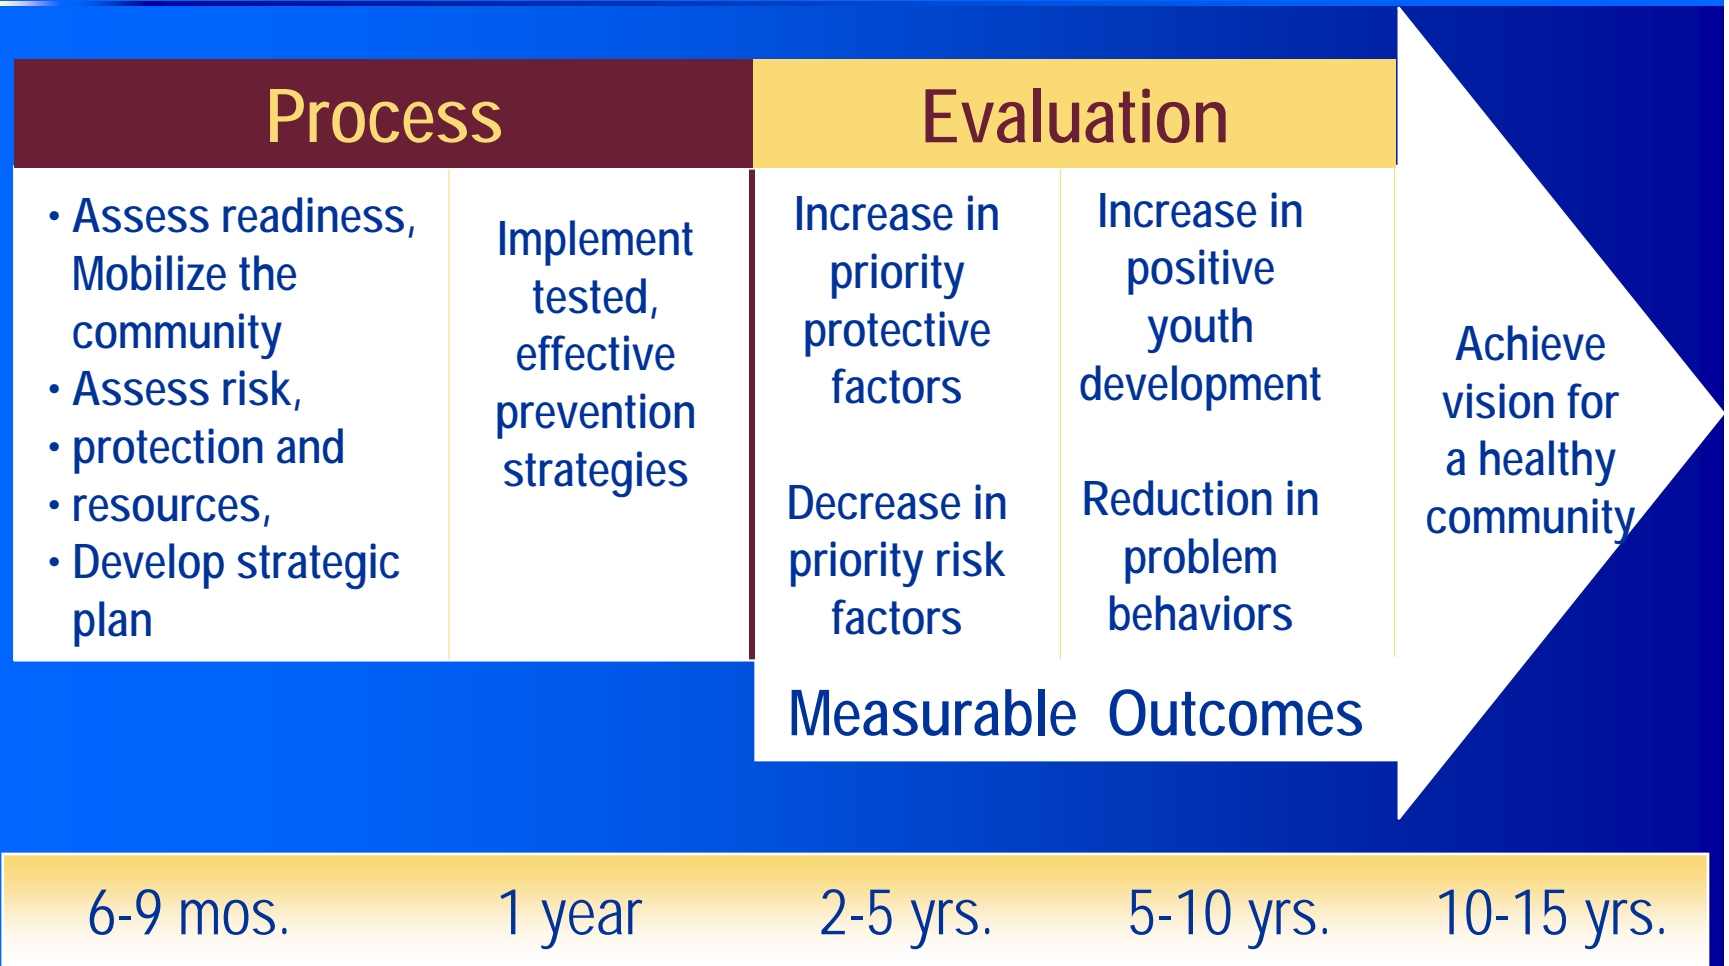 Process
Evaluation
• Assess readiness,
Mobilize the
community
• Assess risk,
• protection and
• resources,
• Develop strategic
plan
Implement
tested,
effective
prevention
strategies
Increase in
priority
protective
factors
Decrease in
priority risk
factors
Increase in
positive
youth
development
Reduction in
problem
behaviors
Measurable Outcomes
Achieve
vision for
a healthy
community
6-9 mos.
1 year
2-5 yrs.
5-10 yrs.
10-15 yrs.